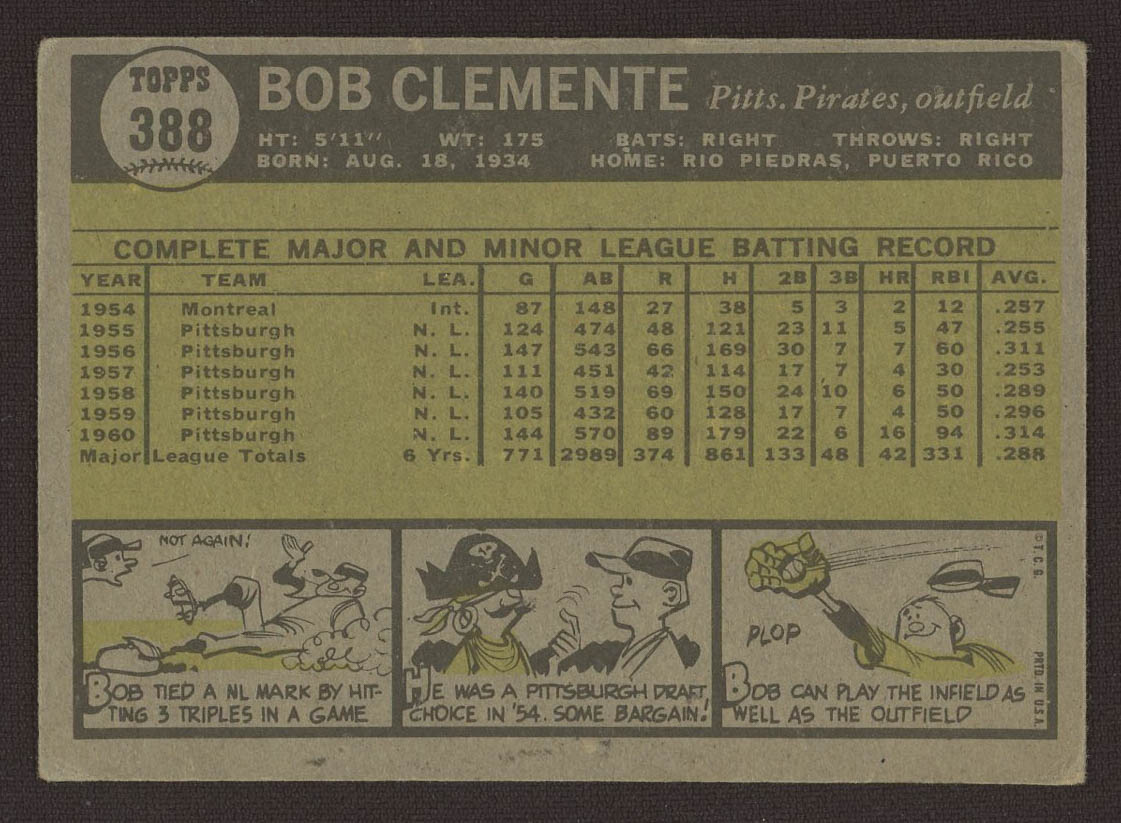 TOPPS
388
BOB CLEMENTE Pitts. Pirates, outfield
HT: 5'11" WT: 175 BATS: RIGHT THROWS: RIGHT
BORN: AUG. 18, 1934 HOME: RIO PIEDRAS, PUERTO RICO
COMPLETE MAJOR AND MINOR LEAGUE BATTING RECORD
YEAR TEAM LEA. G AB R H 2B 3B HR RBI AVG.
1954 Montreal Int. 87 148 27 38 5 3 2 12 .257
1955 Pittsburgh N. L. 124 474 48 121 23 11 5 47 .255
1956 Pittsburgh N. L. 147 543 66 169 30 7 7 60 .311
1957 Pittsburgh N. L. 111 451 42 114 17 7 4 30 .253
1958 Pittsburgh N. L. 140 519 69 150 24 10 6 50 .289
1959 Pittsburgh N. L. 105 432 60 128 17 7 4 50 .296
1960 Pittsburgh N. L. 144 570 89 179 22 6 16 94 .314
Major League Totals 6 Yrs. 771 2989 374 861 133 48 42 331 .288
NOT AGAIN!
BOB TIED A NL MARK BY HIT-
TING 3 TRIPLES IN A GAME
HE WAS A PITTSBURGH DRAFT
CHOICE IN '54. SOME BARGAIN!
PLOP
BOB CAN PLAY THE INFIELD AS
WELL AS THE OUTFIELD
© T. C. G.
PRTD. IN U.S.A.